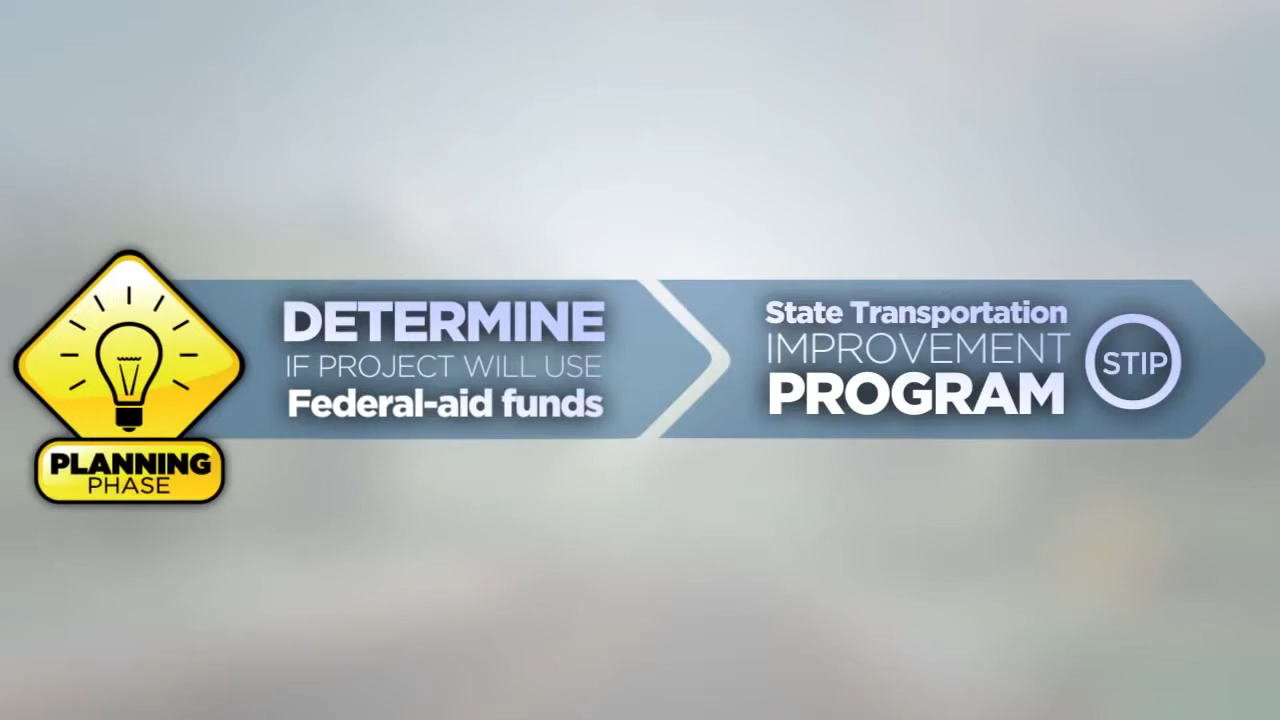 DETERMINE
IF PROJECT WILL USE
Federal-aid funds
State Transportation
IMPROVEMENT
PROGRAM
STIP
PLANNING
PHASE